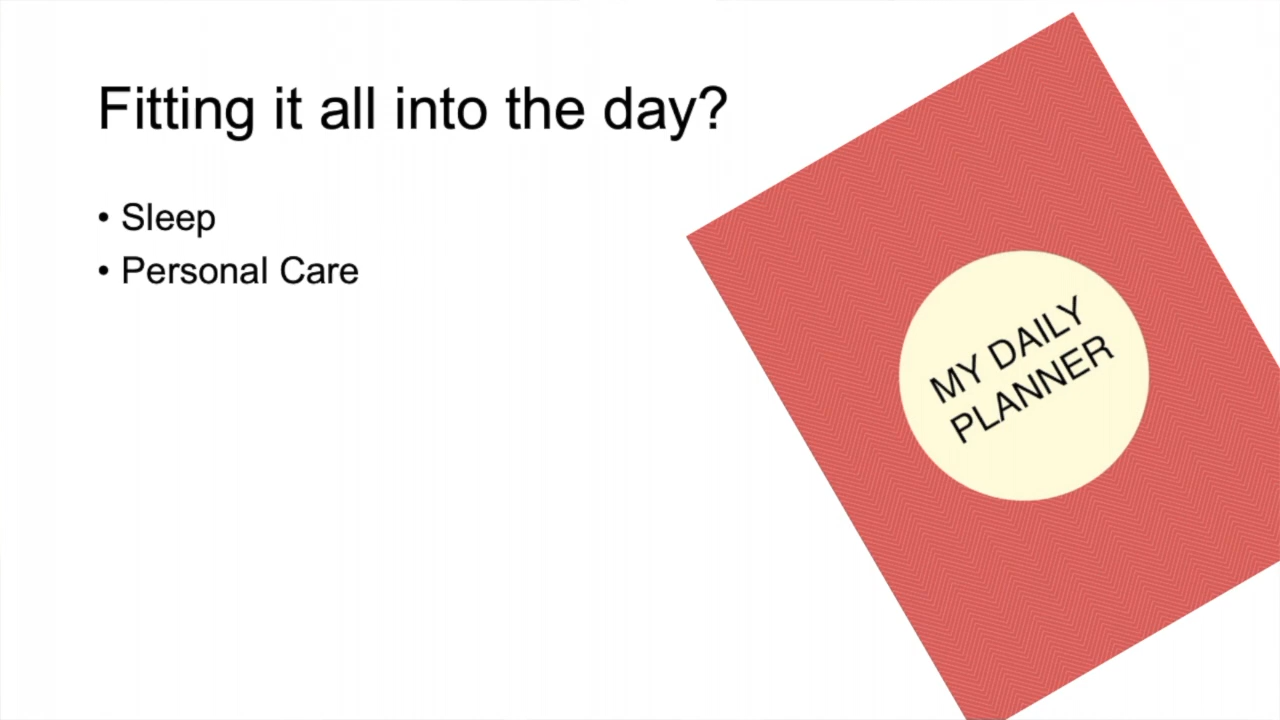 Fitting it all into the day?
• Sleep
• Personal Care
MY DAILY
PLANNER